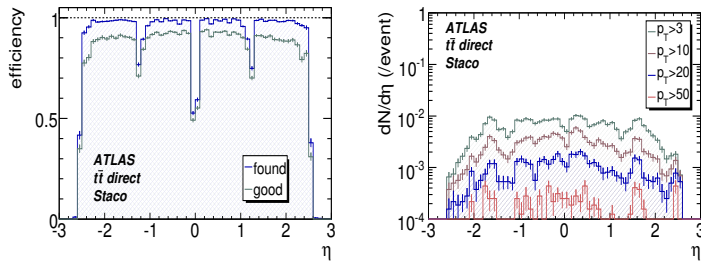 efficiency
1
0.5
0
ATLAS
tt̄ direct
Staco
found
good
-3 -2 -1 0 1 2 3
η
dN/dη (/event)
1
10⁻¹
10⁻²
10⁻³
10⁻⁴
ATLAS
tt̄ direct
Staco
p_T>3
p_T>10
p_T>20
p_T>50
-3 -2 -1 0 1 2 3
η